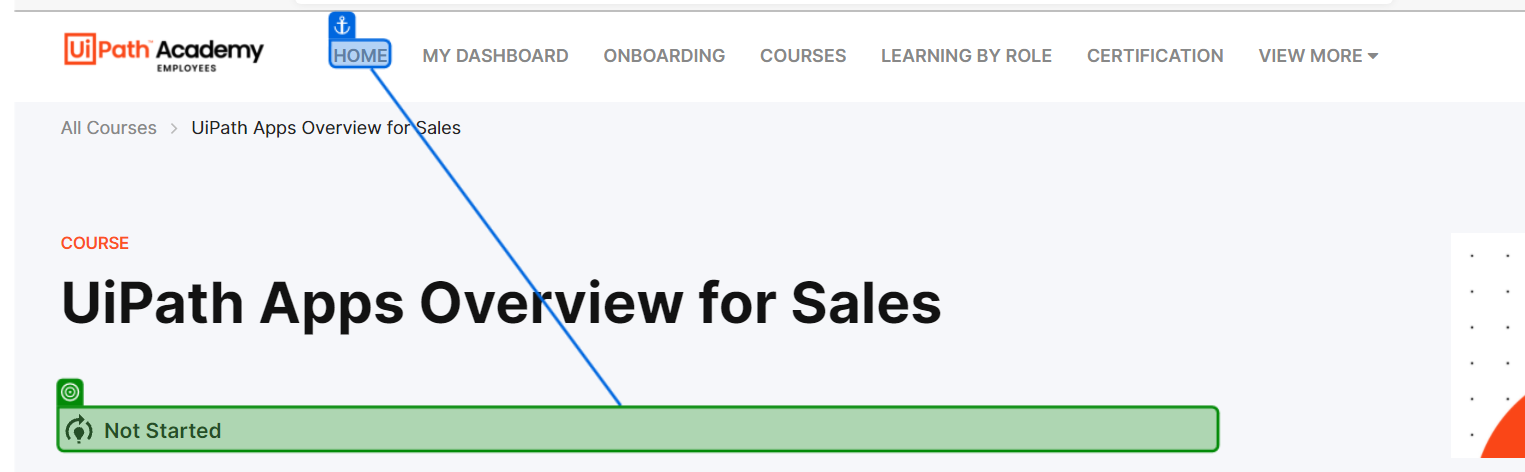 UiPath™ Academy
EMPLOYEES
HOME MY DASHBOARD ONBOARDING COURSES LEARNING BY ROLE CERTIFICATION VIEW MORE
All Courses > UiPath Apps Overview for Sales
COURSE
UiPath Apps Overview for Sales
Not Started